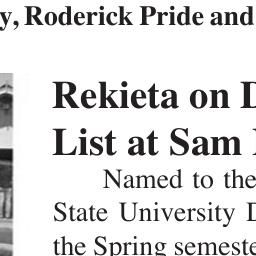 y, Roderick Pride and
Rekieta on
List at Sam
Named to the
State University
the Spring semeste